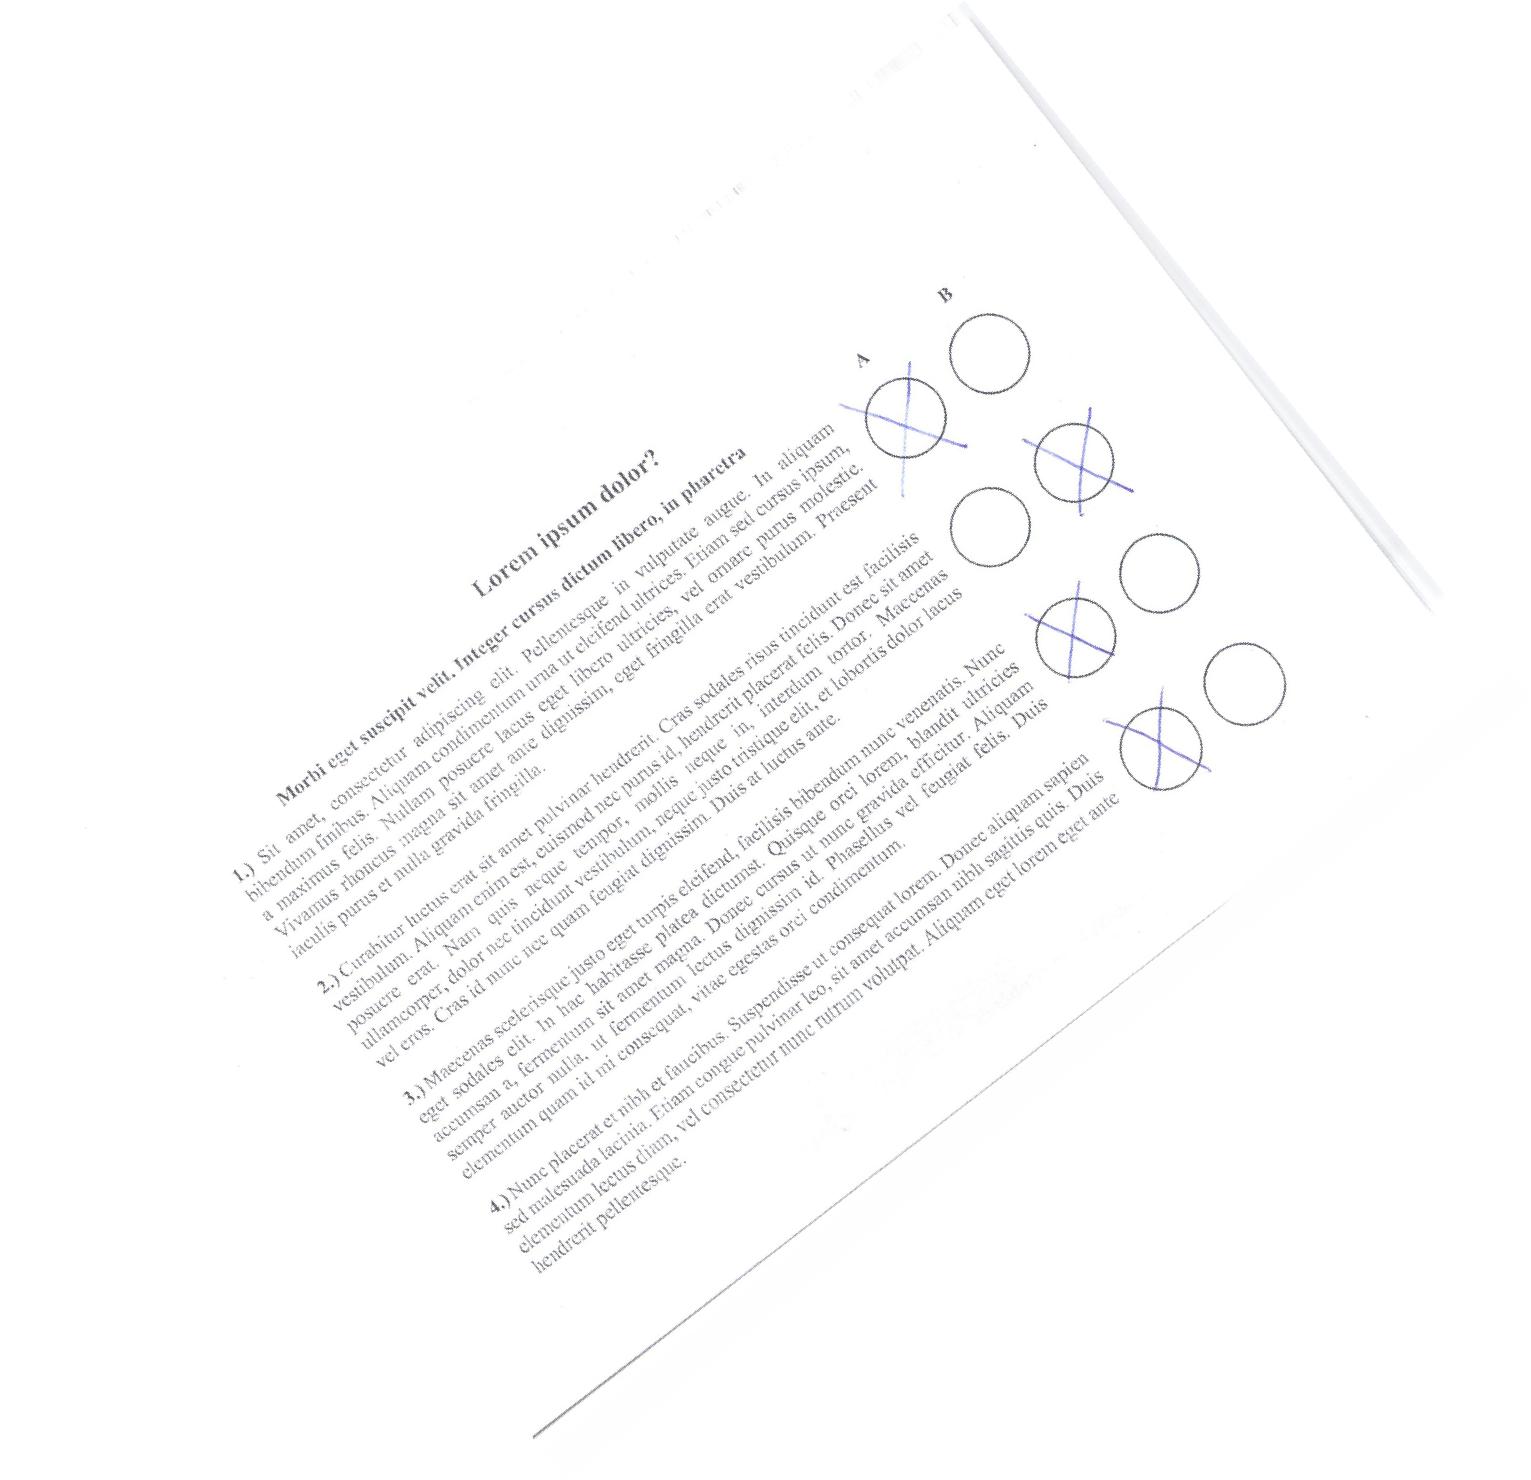 Lorem ipsum dolor?
Morbi eget suscipit velit. Integer cursus dictum libero, in pharetra
A B
1.) Sit amet, consectetur adipiscing elit. Pellentesque in vulputate augue. In aliquam
bibendum finibus. Aliquam condimentum urna ut eleifend ultrices. Etiam sed cursus ipsum,
a maximus felis. Nullam posuere lacus eget libero ultricies, vel ornare purus molestie.
Vivamus rhoncus magna sit amet ante dignissim, eget fringilla erat vestibulum. Praesent
iaculis purus et nulla gravida fringilla.
2.) Curabitur luctus erat sit amet pulvinar hendrerit. Cras sodales risus tincidunt est facilisis
vestibulum. Aliquam enim est, euismod nec purus id, hendrerit placerat felis. Donec sit amet
posuere erat. Nam quis neque tempor, mollis neque in, interdum tortor. Maecenas
ullamcorper, dolor nec tincidunt vestibulum, neque justo tristique elit, et lobortis dolor lacus
vel eros. Cras id nunc nec quam feugiat dignissim. Duis at luctus ante.
3.) Maecenas scelerisque justo eget turpis eleifend, facilisis bibendum nunc venenatis. Nunc
eget sodales elit. In hac habitasse platea dictumst. Quisque orci lorem, blandit ultricies
accumsan a, fermentum sit amet magna. Donec cursus ut nunc gravida efficitur. Aliquam
semper auctor nulla, ut fermentum lectus dignissim id. Phasellus vel feugiat felis. Duis
elementum quam id mi consequat, vitae egestas orci condimentum.
4.) Nunc placerat et nibh et faucibus. Suspendisse ut consequat lorem. Donec aliquam sapien
sed malesuada lacinia. Etiam congue pulvinar leo, sit amet accumsan nibh sagittis quis. Duis
elementum lectus diam, vel consectetur nunc rutrum volutpat. Aliquam eget lorem eget ante
hendrerit pellentesque.